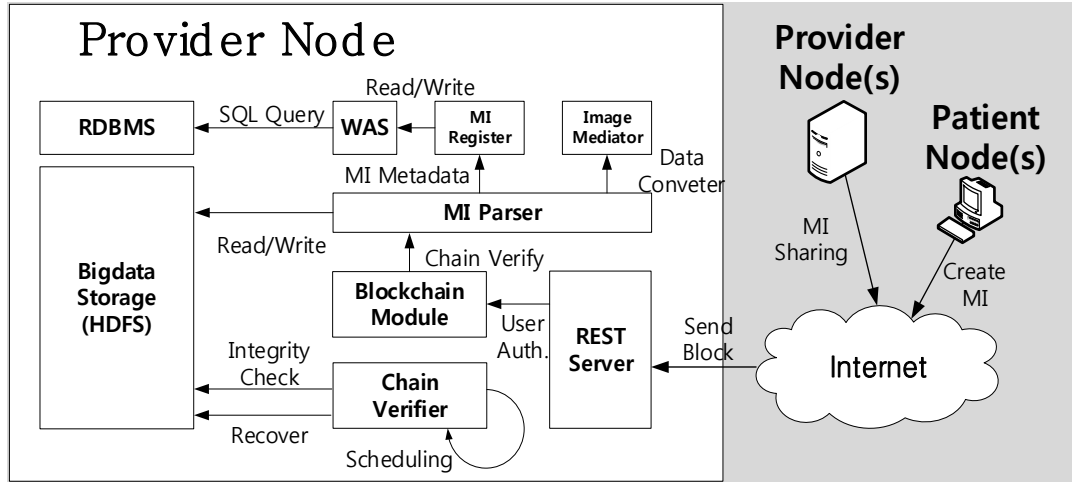 Provider Node
Provider
Node(s)
Patient
Node(s)
RDBMS
SQL Query
WAS
Read/Write
MI
Register
Image
Mediator
MI Metadata
Data
Conveter
MI Parser
Read/Write
Bigdata
Storage
(HDFS)
Chain Verify
Blockchain
Module
User
Auth.
REST
Server
Send
Block
MI
Sharing
Create
MI
Internet
Integrity
Check
Chain
Verifier
Recover
Scheduling